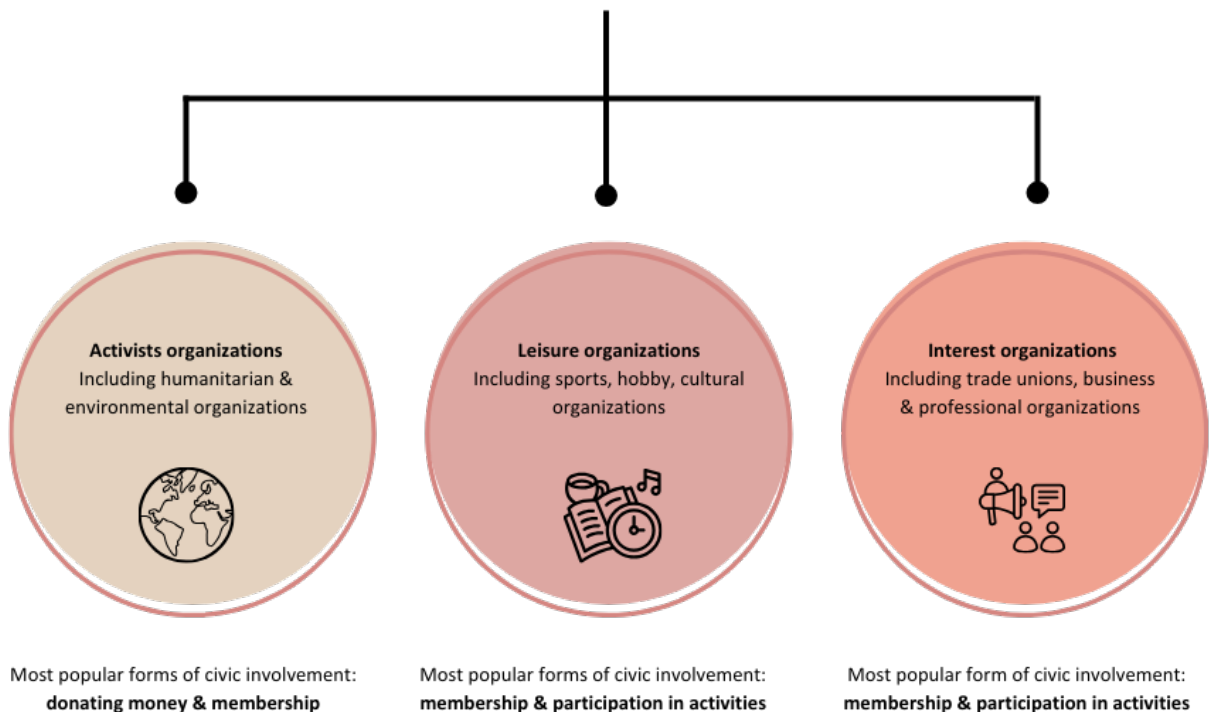 Activists organizations
Including humanitarian &
environmental organizations
Leisure organizations
Including sports, hobby, cultural
organizations
Interest organizations
Including trade unions, business
& professional organizations
Most popular forms of civic involvement:
donating money & membership
Most popular forms of civic involvement:
membership & participation in activities
Most popular form of civic involvement:
membership & participation in activities